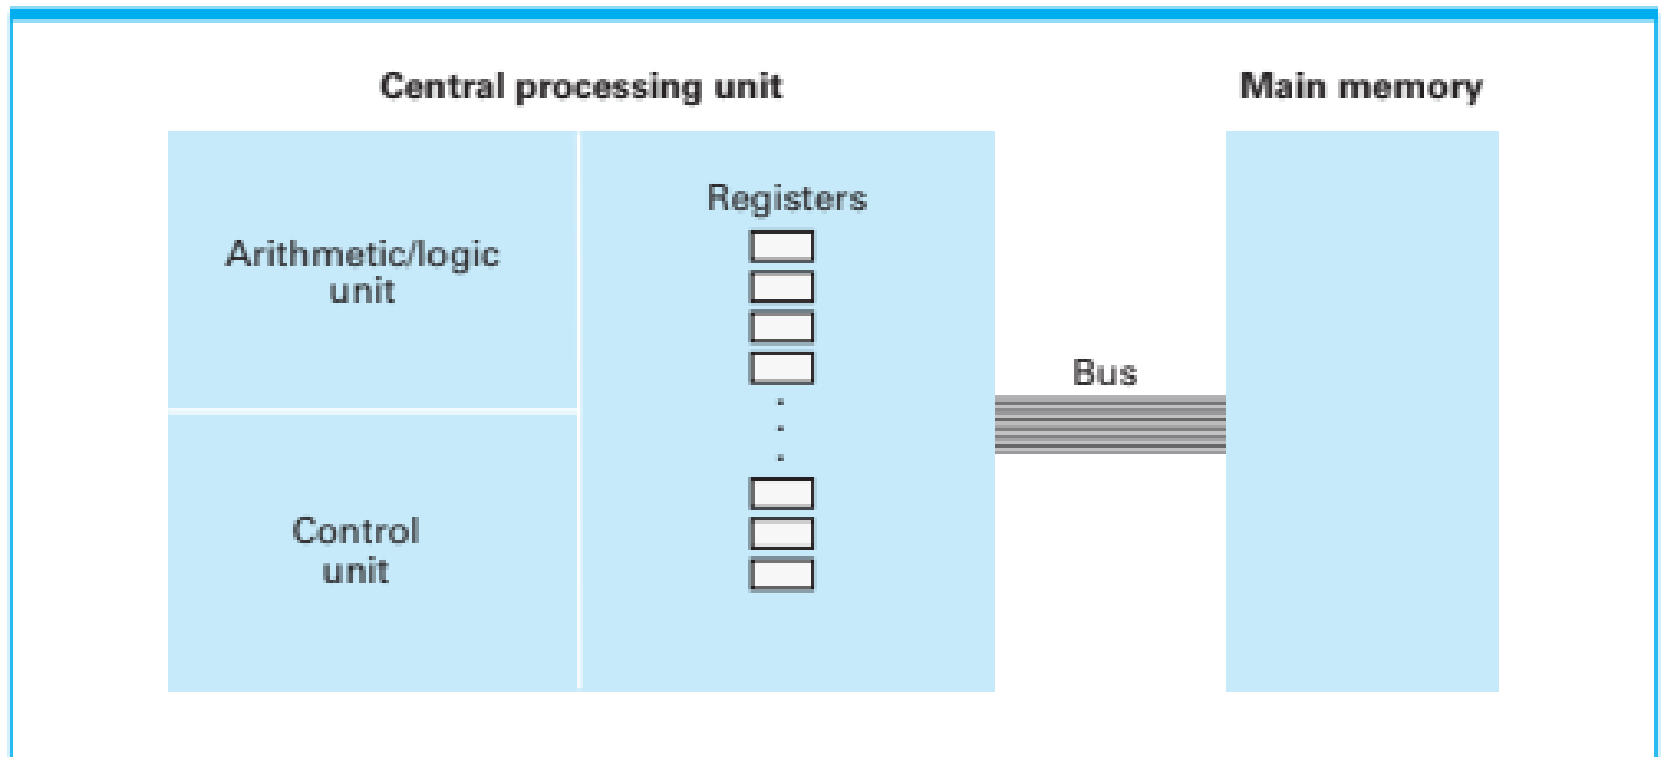 Central processing unit
Main memory
Arithmetic/logic
unit
Registers
Control
unit
Bus